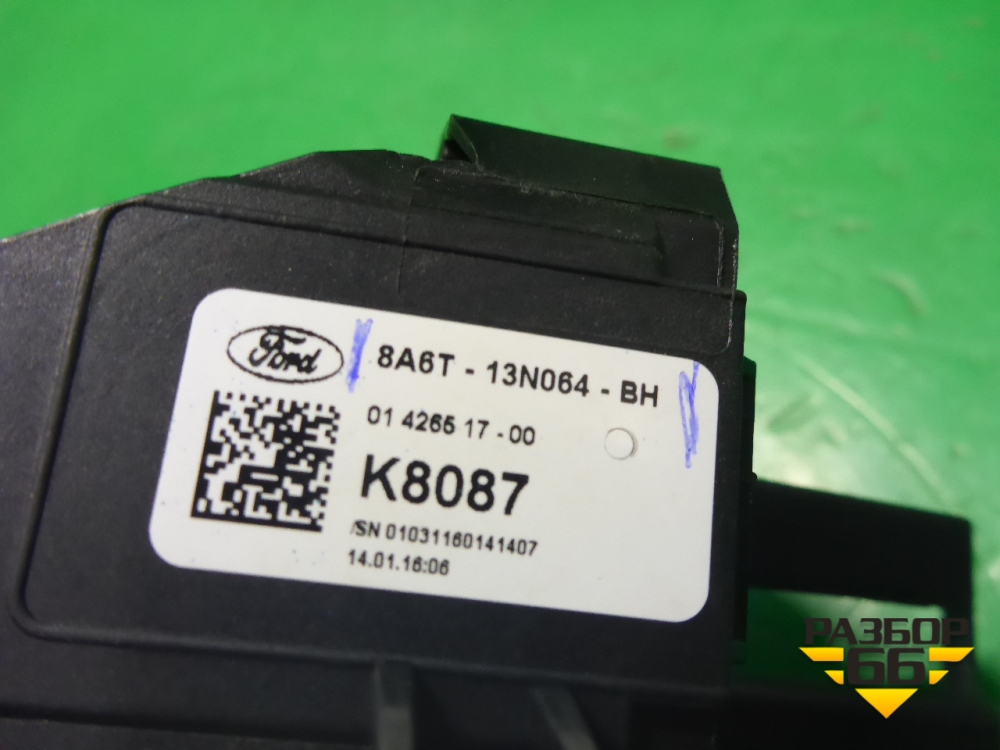 Ford
8A6T - 13N064 - BH
01 4265 17 - 00
K8087
/SN 01031160141407
14.01.16:06
РАЗБОР
66